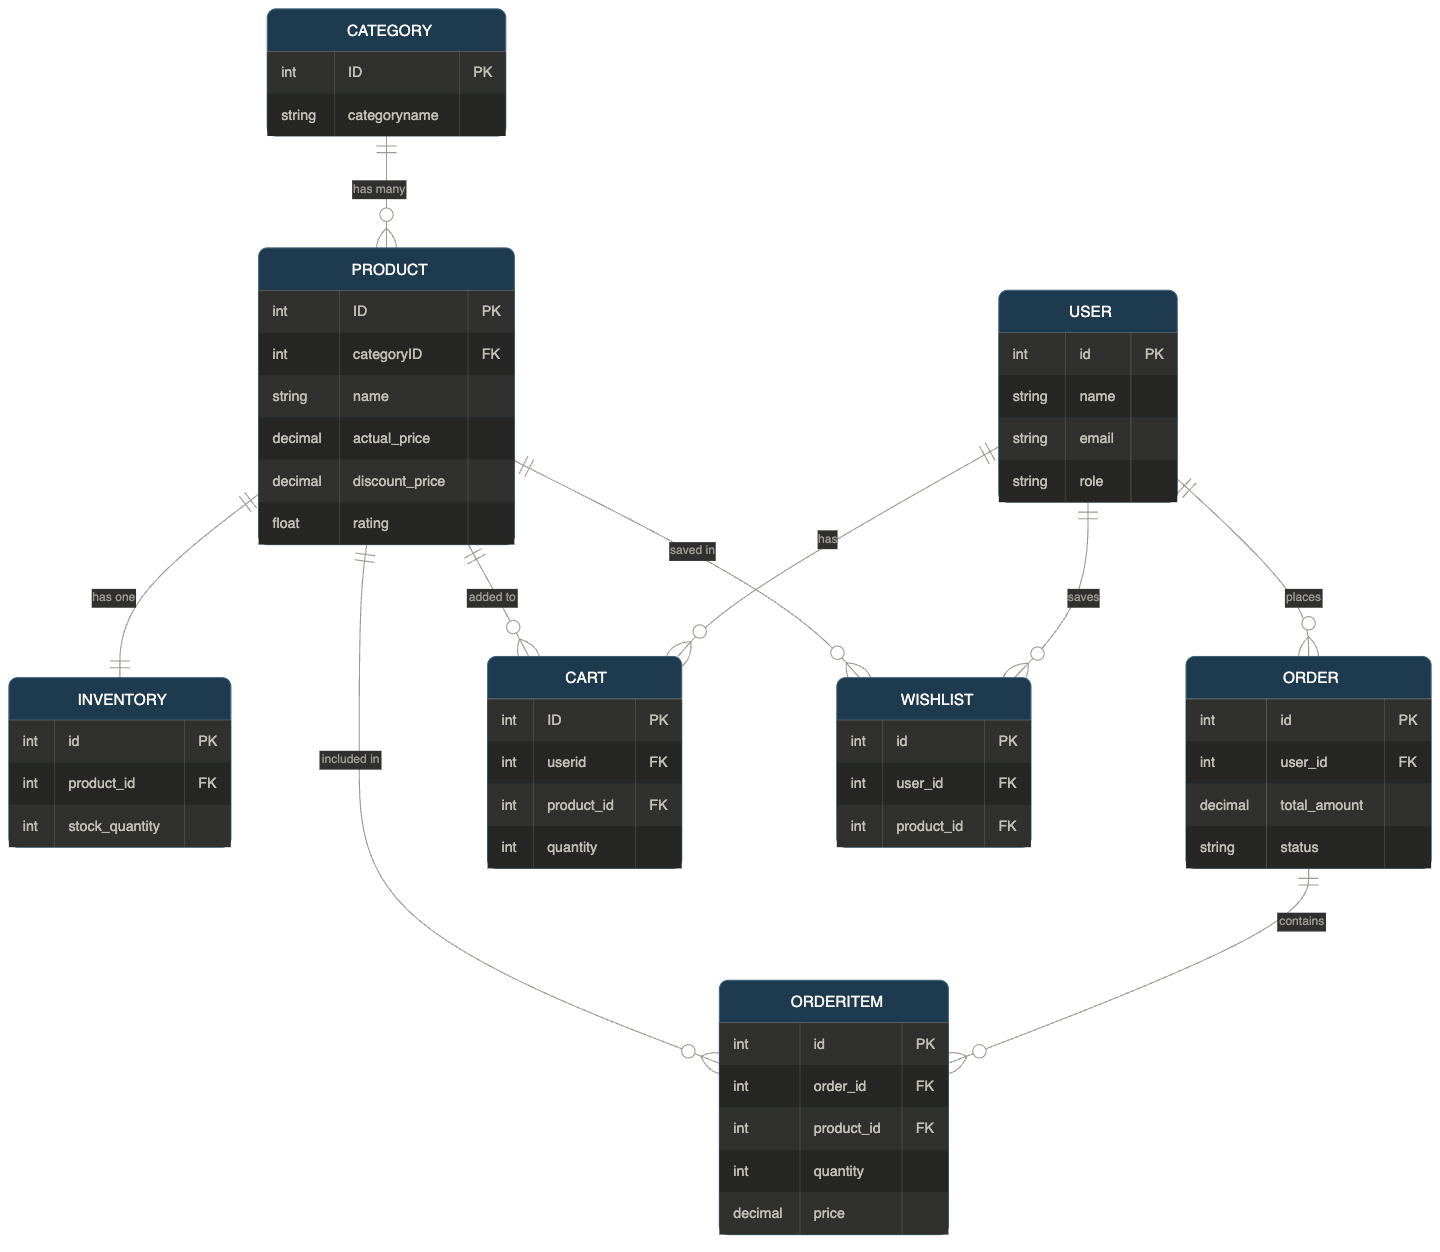 CATEGORY
int ID PK
string categoryname
has many
PRODUCT
int ID PK
int categoryID FK
string name
decimal actual_price
decimal discount_price
float rating
USER
int id PK
string name
string email
string role
has one
included in
added to
saved in
has
saves
places
INVENTORY
int id PK
int product_id FK
int stock_quantity
CART
int ID PK
int userid FK
int product_id FK
int quantity
WISHLIST
int id PK
int user_id FK
int product_id FK
ORDER
int id PK
int user_id FK
decimal total_amount
string status
contains
ORDERITEM
int id PK
int order_id FK
int product_id FK
int quantity
decimal price